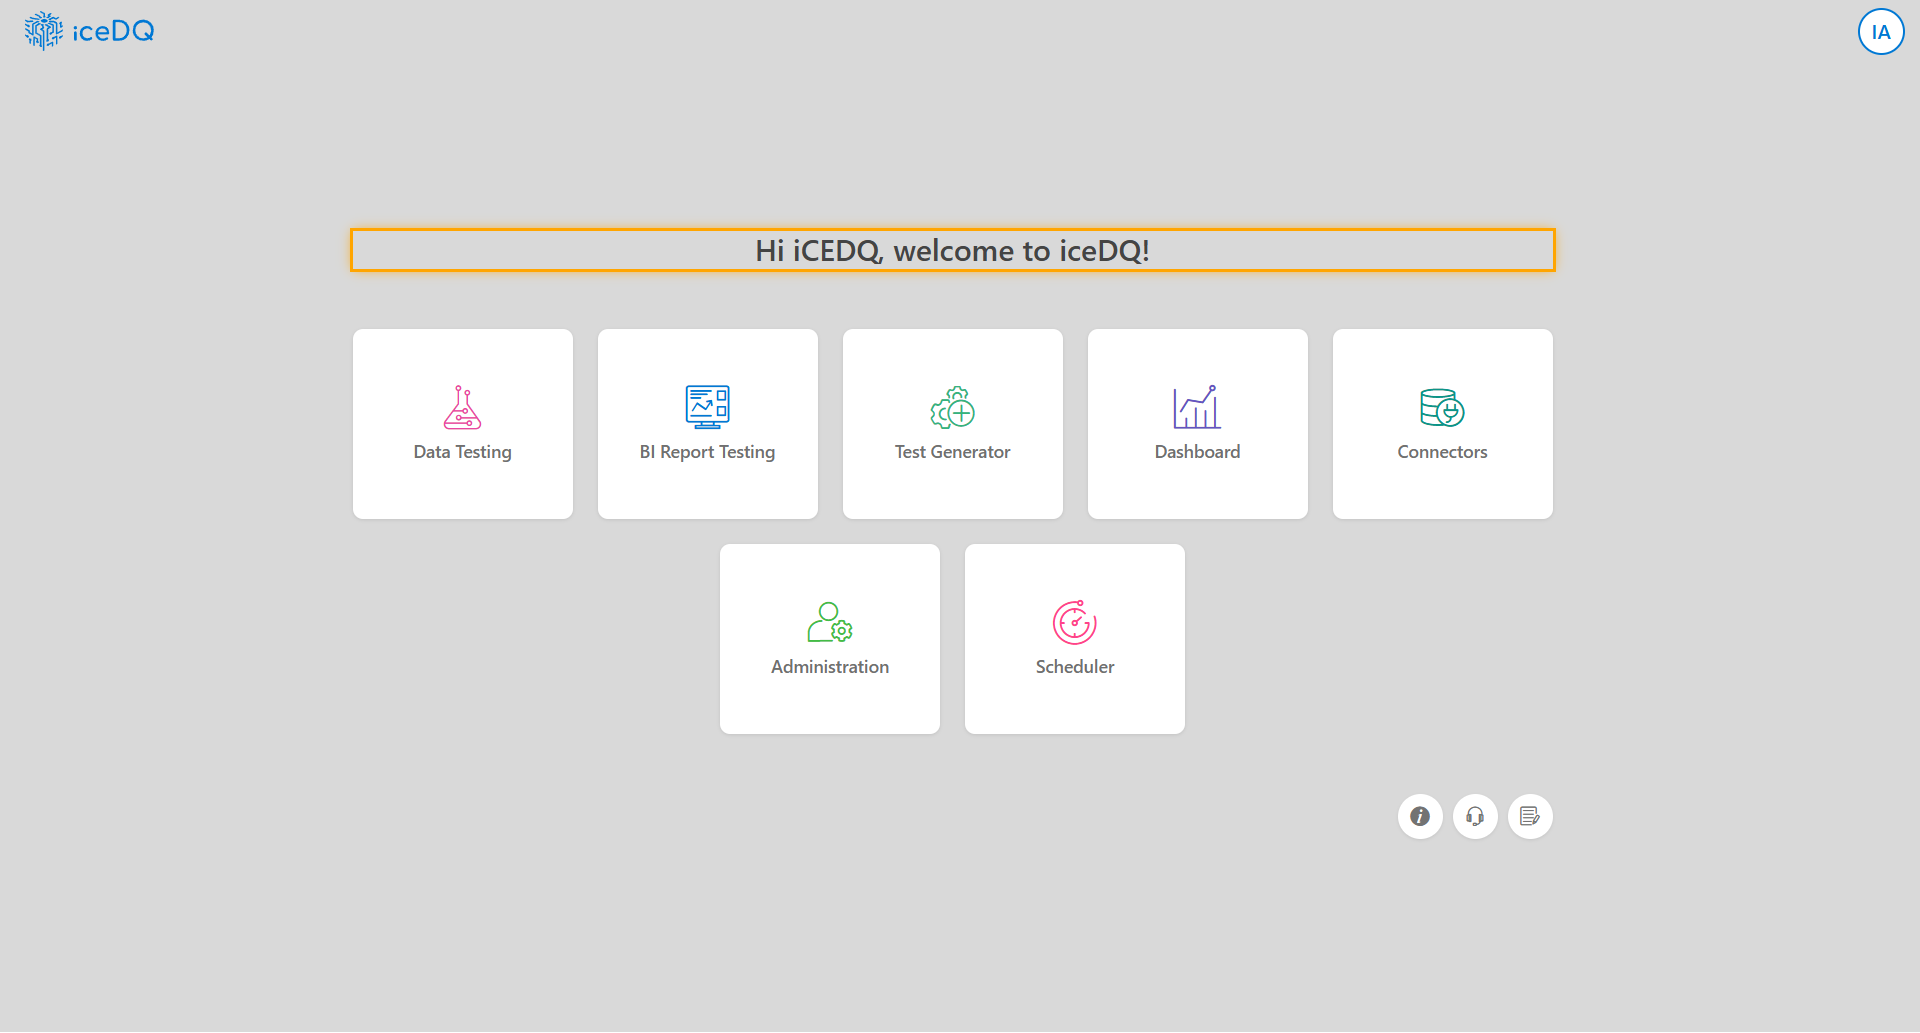 iceDQ
IA
Hi iCEDQ, welcome to iceDQ!
Data Testing
BI Report Testing
Test Generator
Dashboard
Connectors
Administration
Scheduler